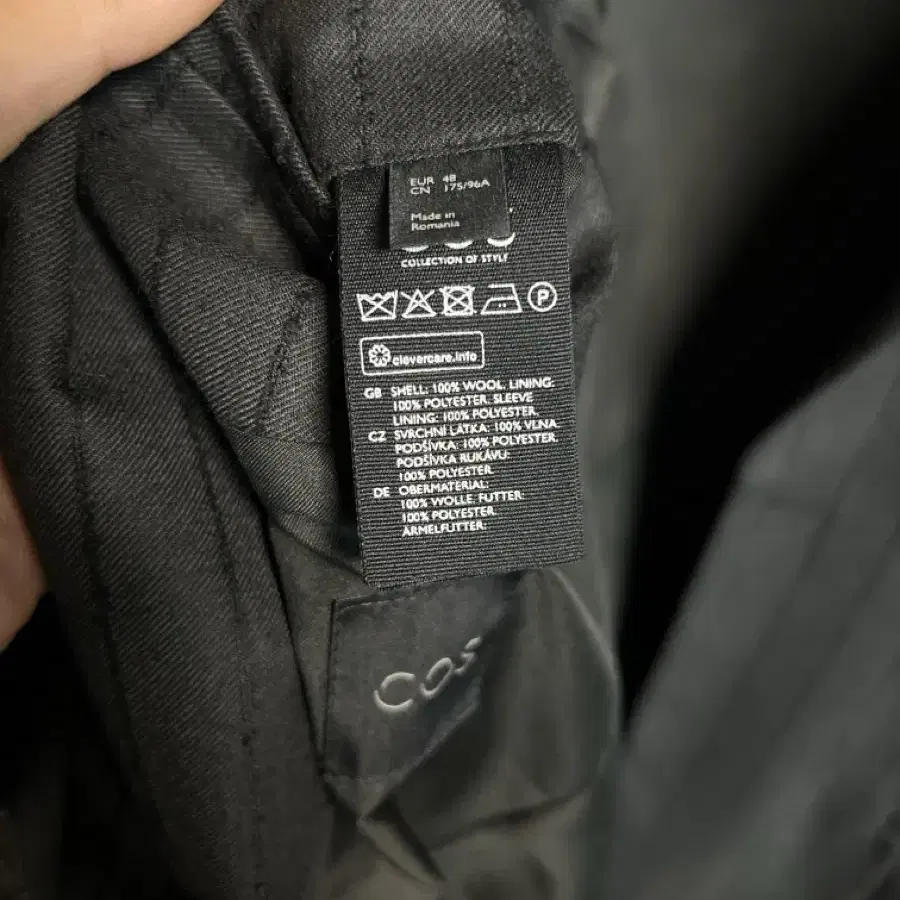 EUR 48
CN 175/96A
Made in
Romania
COLLECTION OF STYLE
P
clevercare.info
GB SHELL: 100% WOOL. LINING:
100% POLYESTER. SLEEVE
LINING: 100% POLYESTER.
CZ SVRCHNÍ LÁTKA: 100% VLNA
PODŠÍVKA: 100% POLYESTER.
PODŠÍVKA RUKÁVU:
100% POLYESTER.
DE OBERMATERIAL:
100% WOLLE. FUTTER:
100% POLYESTER.
ÄRMELFUTTER:
COS